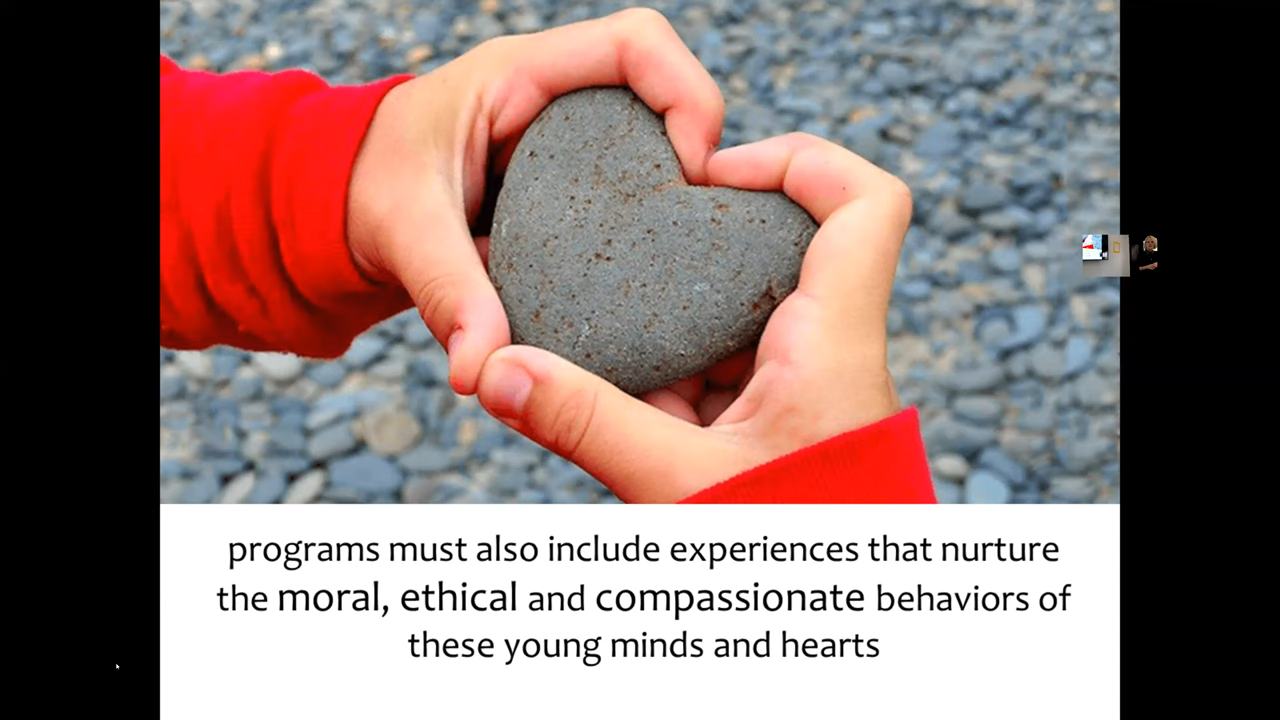 programs must also include experiences that nurture
the moral, ethical and compassionate behaviors of
these young minds and hearts